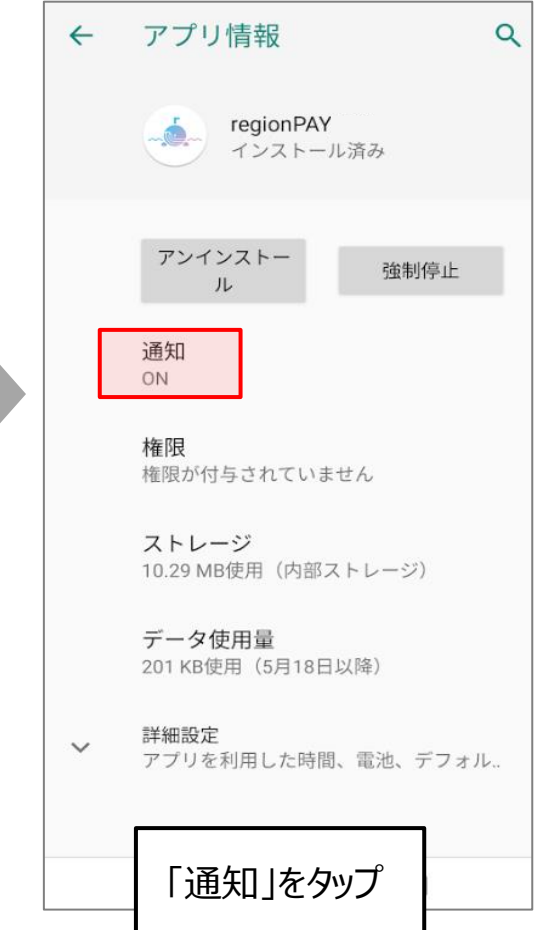 アプリ情報
regionPAY
インストール済み
アンインストー
ル
強制停止
通知
ON
権限
権限が付与されていません
ストレージ
10.29 MB使用（内部ストレージ）
データ使用量
201 KB使用（5月18日以降）
詳細設定
アプリを利用した時間、電池、デフォル..
「通知」をタップ